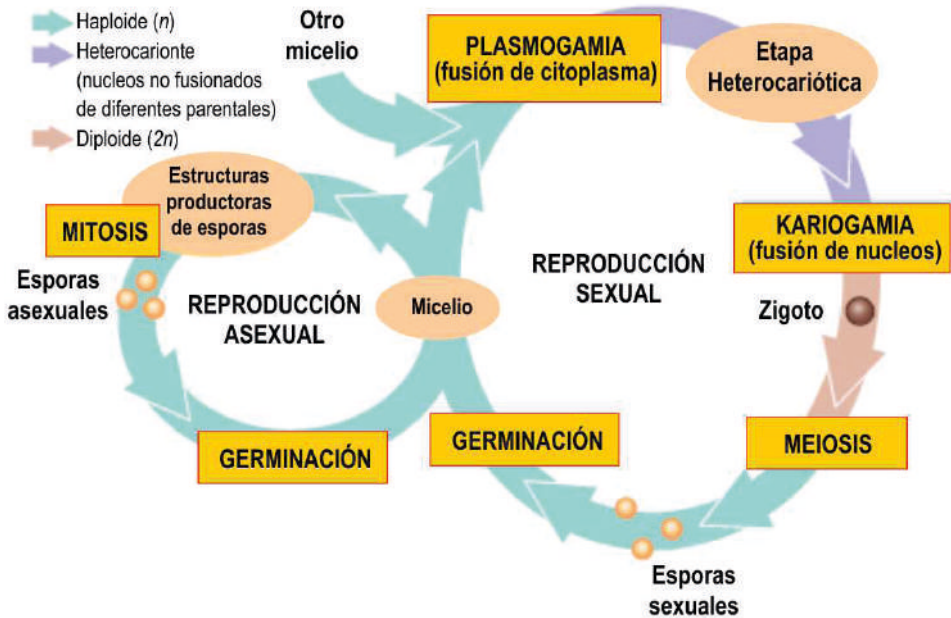 Haploide (n)
Heterocarionte
(nucleos no fusionados
de diferentes parentales)
Diploide (2n)
Otro
micelio
PLASMOGAMIA
(fusión de citoplasma)
Etapa
Heterocariótica
Estructuras
productoras
de esporas
MITOSIS
Esporas
asexuales
REPRODUCCIÓN
ASEXUAL
Micelio
REPRODUCCIÓN
SEXUAL
KARIOGAMIA
(fusión de nucleos)
Zigoto
GERMINACIÓN
GERMINACIÓN
MEIOSIS
Esporas
sexuales